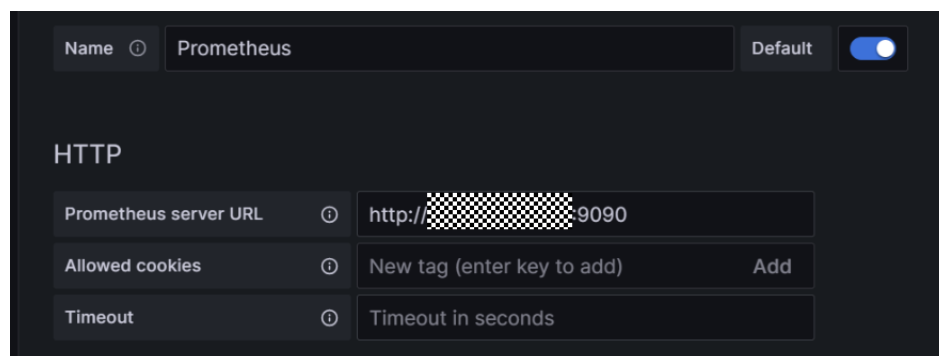 Name Prometheus Default
HTTP
Prometheus server URL http:// :9090
Allowed cookies New tag (enter key to add) Add
Timeout Timeout in seconds